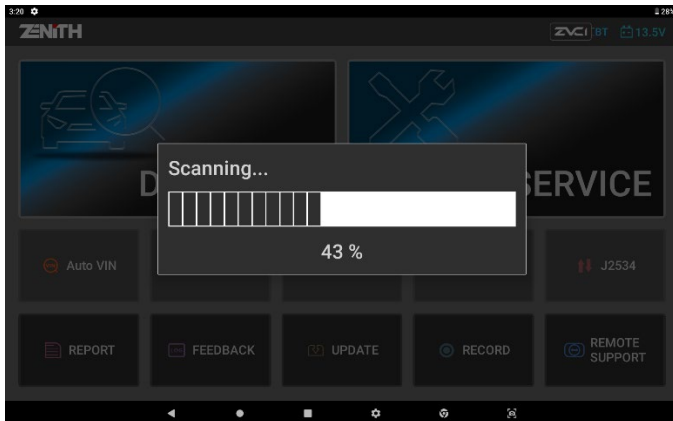 3:20 28%
ZENITH
ZVCI BT 13.5V
SERVICE
Scanning...
43 %
Auto VIN
J2534
REPORT
FEEDBACK
UPDATE
RECORD
REMOTE
SUPPORT